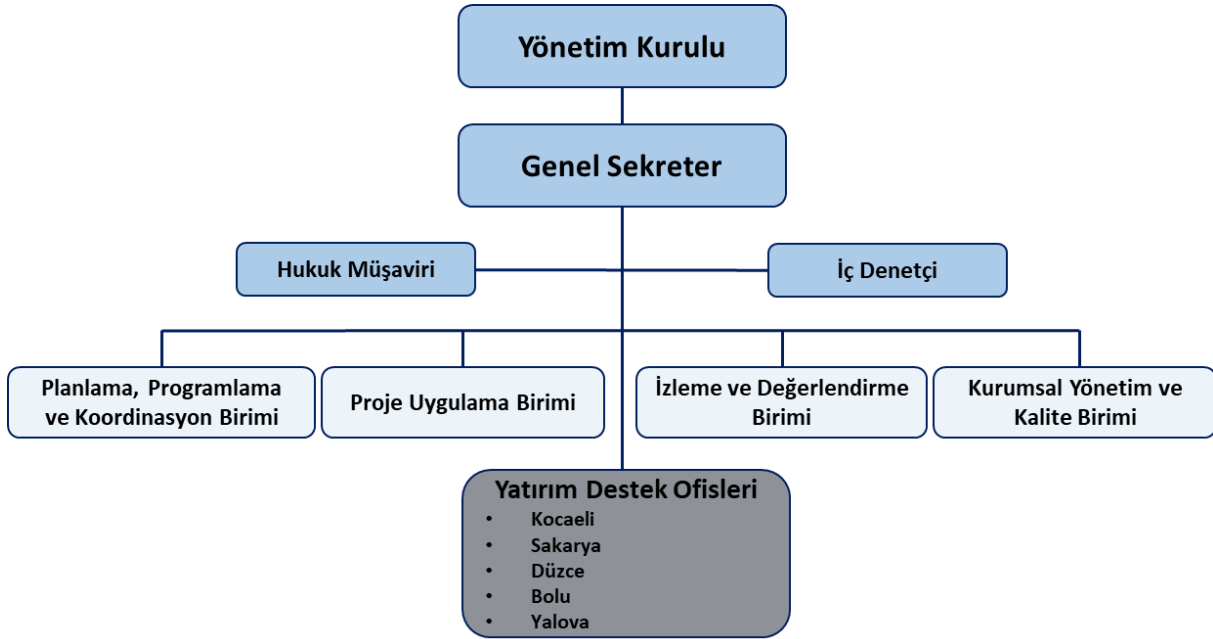 Yönetim Kurulu
Genel Sekreter
Hukuk Müşaviri
İç Denetçi
Planlama, Programlama
ve Koordinasyon Birimi
Proje Uygulama Birimi
İzleme ve Değerlendirme
Birimi
Kurumsal Yönetim ve
Kalite Birimi
Yatırım Destek Ofisleri
• Kocaeli
• Sakarya
• Düzce
• Bolu
• Yalova